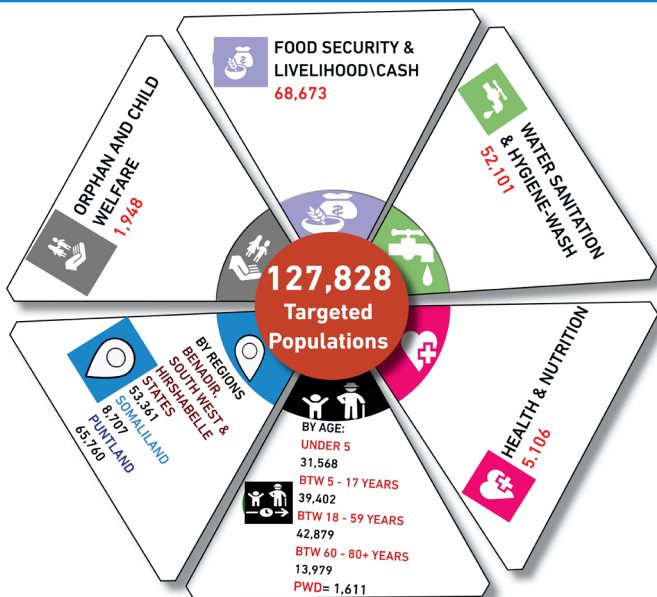 FOOD SECURITY &
LIVELIHOOD\CASH
68,673
WATER SANITATION
& HYGIENE-WASH
52,101
ORPHAN AND CHILD
WELFARE
1,948
127,828
Targeted
Populations
HEALTH & NUTRITION
5.106
BY REGIONS
BENADIR,
SOUTH WEST &
HIRSHABELLE
STATES
53,361
SOMALILAND
8.707
PUNTLAND
65.760
BY AGE:
UNDER 5
31,568
BTW 5 - 17 YEARS
39,402
BTW 18 - 59 YEARS
42,879
BTW 60 - 80+ YEARS
13,979
PWD= 1,611